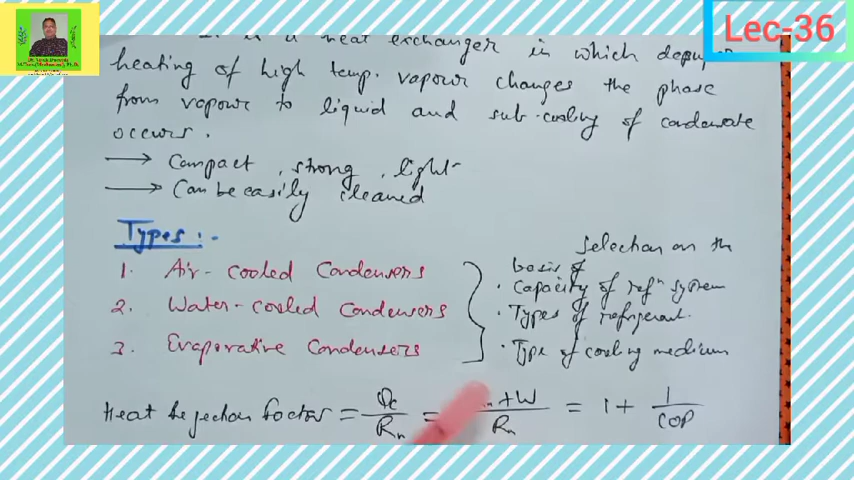 Lec-36
It is a heat exchanger in which desuper
heating of high temp. vapour changes the phase
from vapour to liquid and sub-cooling of condensate
occurs.
→ Compact, strong, light
→ Can be easily cleaned
Types:-
Selection on the
basis of
1. Air-cooled Condensers
· Capacity of refn system
2. Water-cooled Condensers
· Types of refrigerant.
3. Evaporative Condensers
· Type of cooling medium
Heat Rejection Factor = Qc/Rn = +W/Rn = 1 + 1/COP